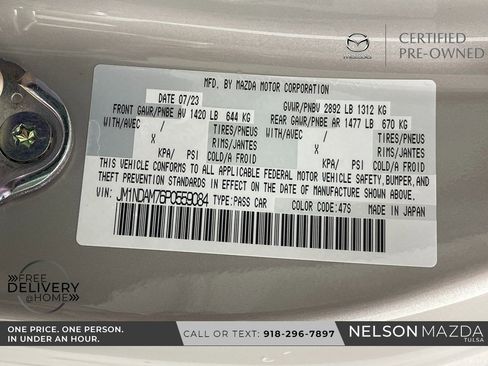 mazda
CERTIFIED
PRE-OWNED
MFD. BY MAZDA MOTOR CORPORATION
DATE 07/23 GVWR/PNBV 2892 LB 1312 KG
FRONT GAWR/PNBE AV 1420 LB 644 KG REAR GAWR/PNBE AR 1477 LB 670 KG
WITH/AVEC / TIRES/PNEUS WITH/AVEC / TIRES/PNEUS
X RIMS/JANTES X RIMS/JANTES
KPA/ PSI COLD/A FROID KPA/ PSI COLD/A FROID
THIS VEHICLE CONFORMS TO ALL APPLICABLE FEDERAL MOTOR VEHICLE SAFETY, BUMPER, AND
THEFT PREVENTION STANDARDS IN EFFECT ON THE DATE OF MANUFACTURE SHOWN ABOVE.
VIN: JM1NDAM76P0559084 TYPE: PASS CAR COLOR CODE: 47S MADE IN JAPAN
FREE
DELIVERY
@HOME
ONE PRICE. ONE PERSON.
IN UNDER AN HOUR.
CALL OR TEXT: 918-296-7897
NELSON MAZDA
TULSA